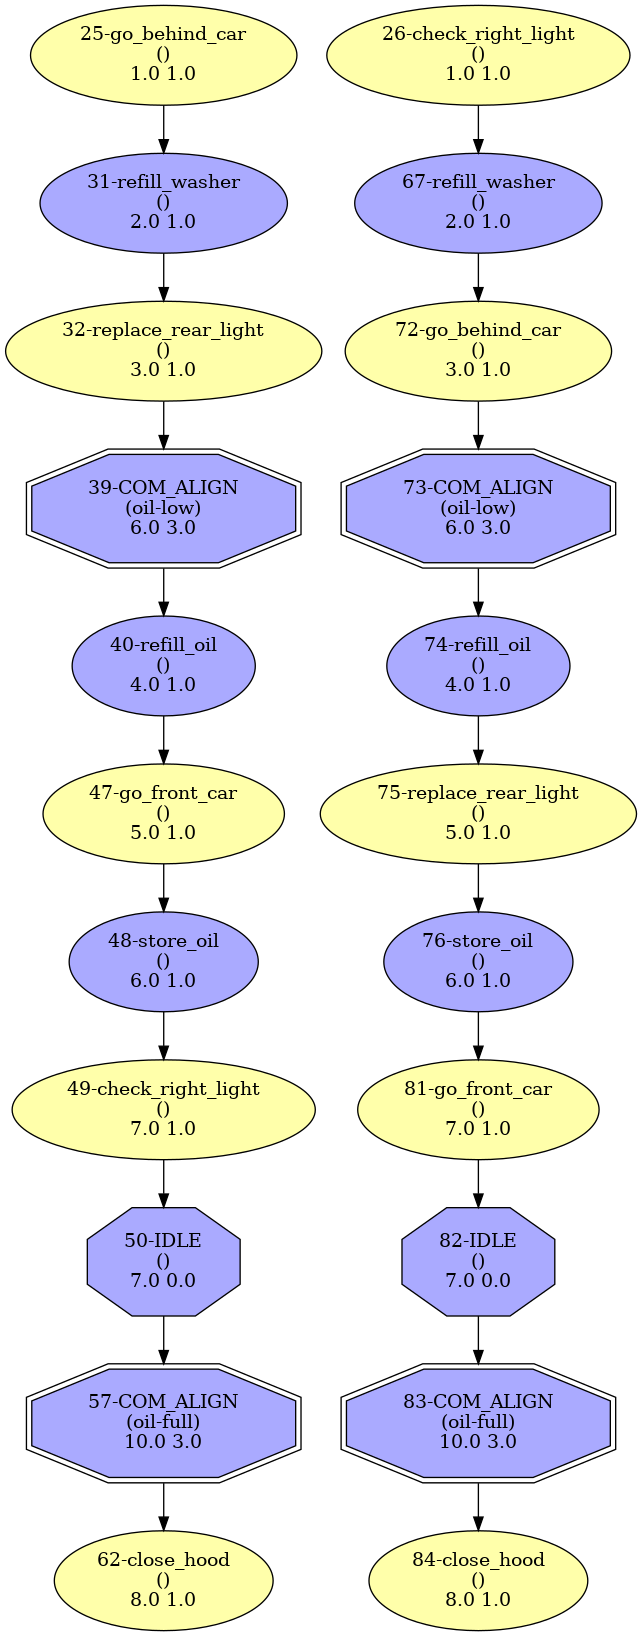 25-go_behind_car
()
1.0 1.0
26-check_right_light
()
1.0 1.0
31-refill_washer
()
2.0 1.0
67-refill_washer
()
2.0 1.0
32-replace_rear_light
()
3.0 1.0
72-go_behind_car
()
3.0 1.0
39-COM_ALIGN
(oil-low)
6.0 3.0
73-COM_ALIGN
(oil-low)
6.0 3.0
40-refill_oil
()
4.0 1.0
74-refill_oil
()
4.0 1.0
47-go_front_car
()
5.0 1.0
75-replace_rear_light
()
5.0 1.0
48-store_oil
()
6.0 1.0
76-store_oil
()
6.0 1.0
49-check_right_light
()
7.0 1.0
81-go_front_car
()
7.0 1.0
50-IDLE
()
7.0 0.0
82-IDLE
()
7.0 0.0
57-COM_ALIGN
(oil-full)
10.0 3.0
83-COM_ALIGN
(oil-full)
10.0 3.0
62-close_hood
()
8.0 1.0
84-close_hood
()
8.0 1.0